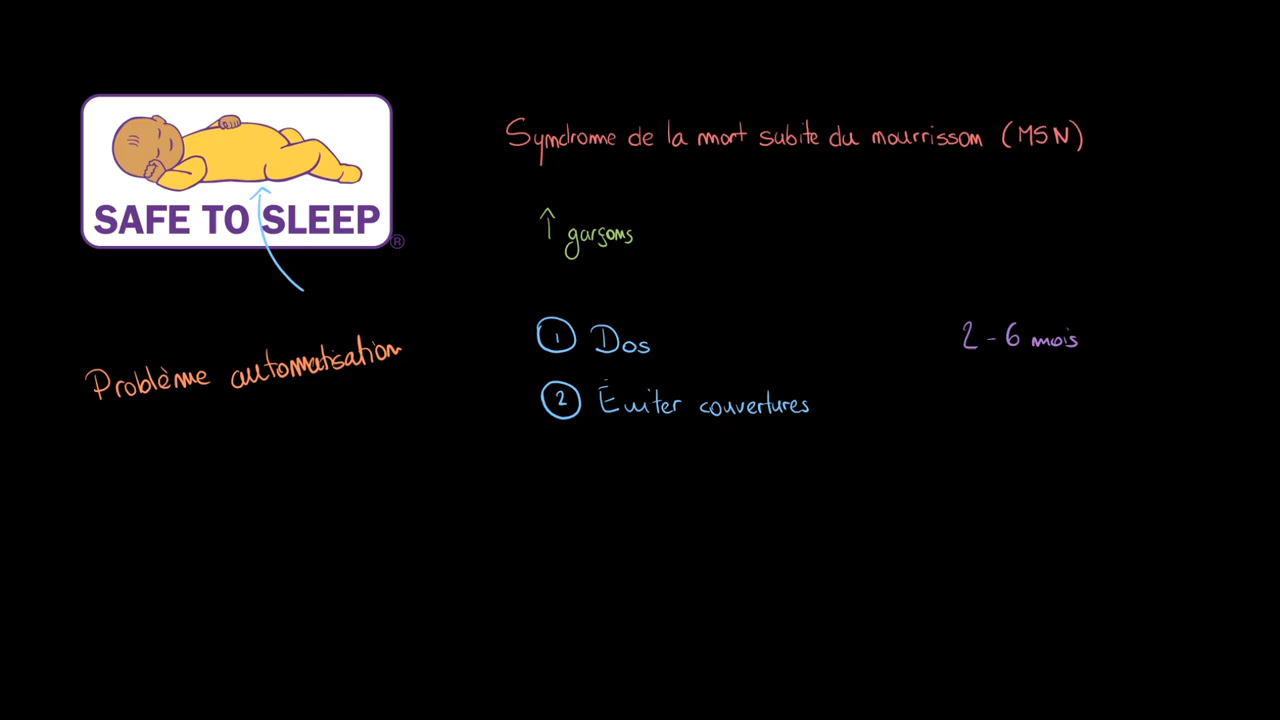 SAFE TO SLEEP®
Syndrome de la mort subite du nourrisson (MSN)
↑ garçons
1 Dos
2 - 6 mois
Problème automatisation
2 Éviter couvertures